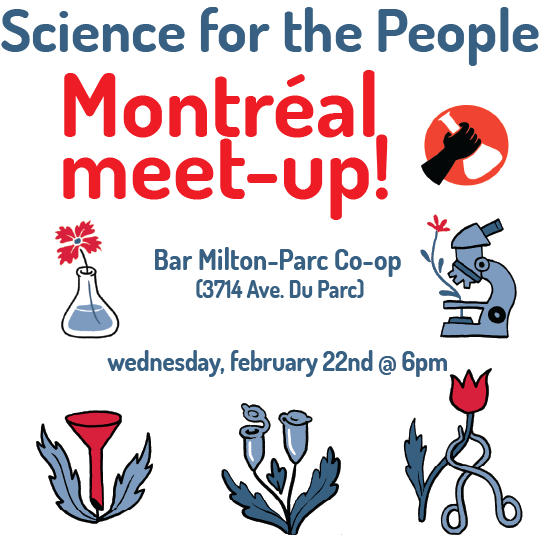 Science for the People
Montréal
meet-up!
Bar Milton-Parc Co-op
(3714 Ave. Du Parc)
wednesday, february 22nd @ 6pm